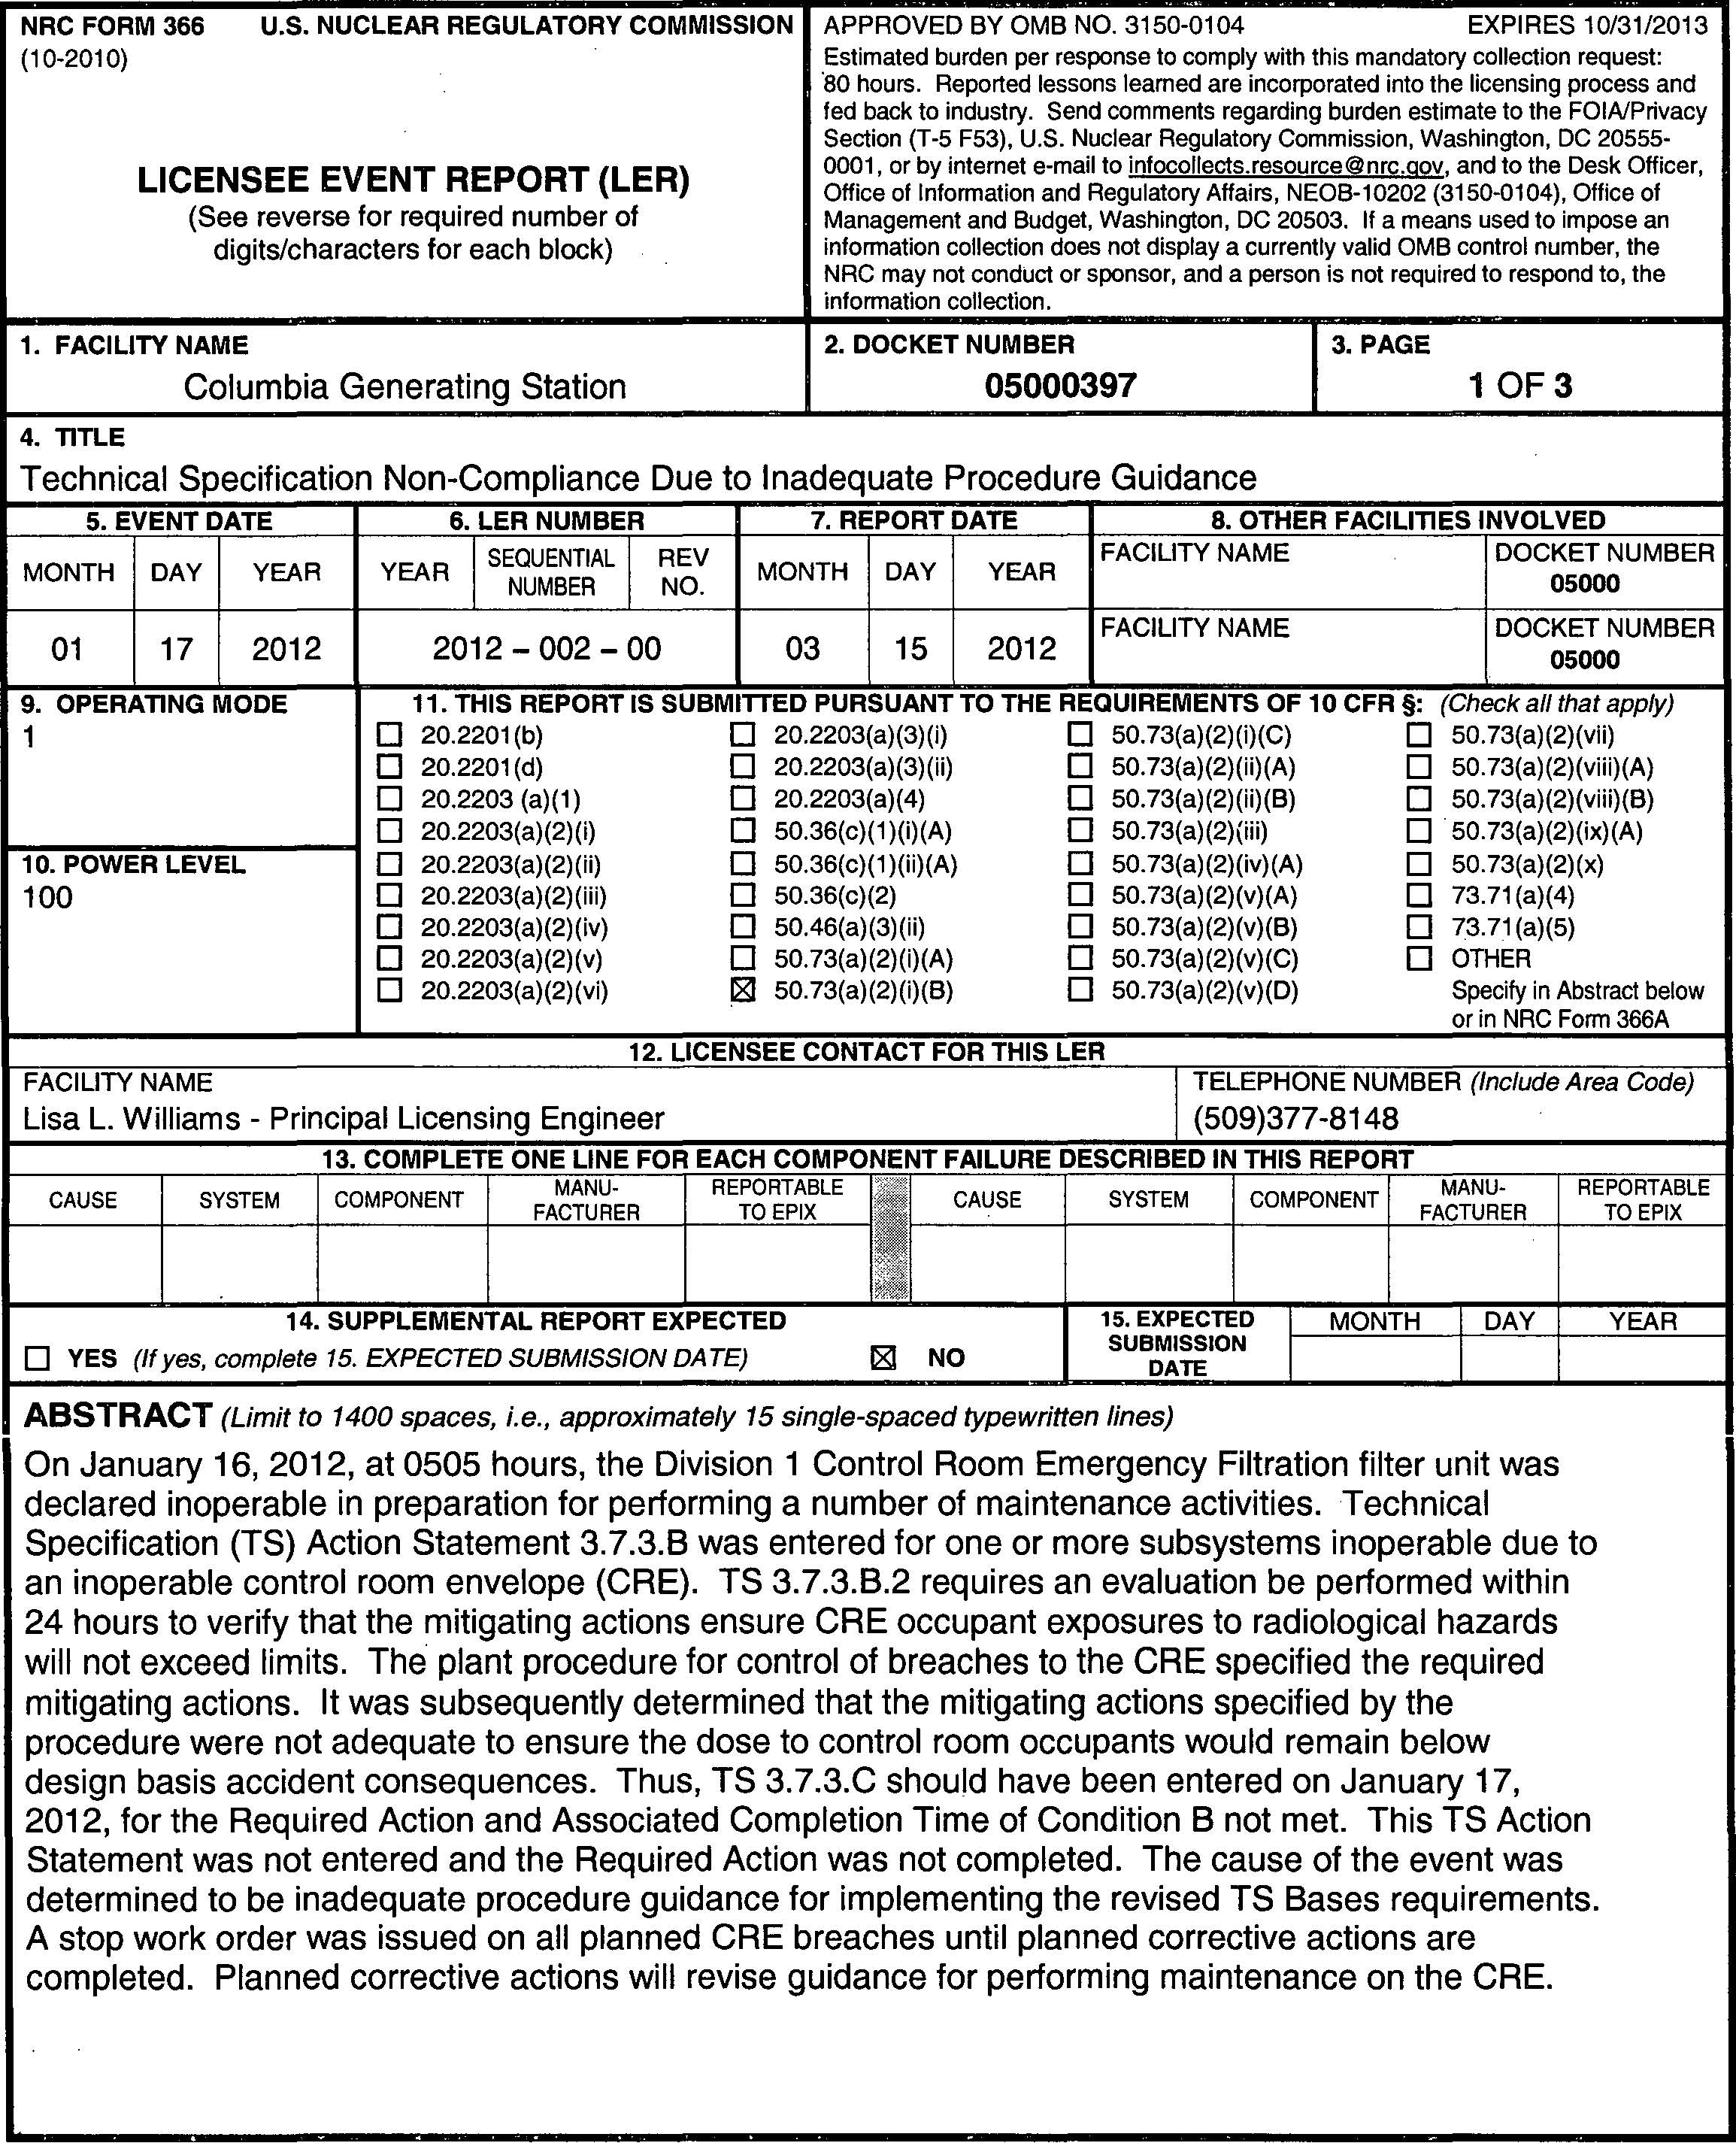 NRC FORM 366 U.S. NUCLEAR REGULATORY COMMISSION
(10-2010)
LICENSEE EVENT REPORT (LER)
(See reverse for required number of
digits/characters for each block)
APPROVED BY OMB NO. 3150-0104 EXPIRES 10/31/2013
Estimated burden per response to comply with this mandatory collection request:
80 hours. Reported lessons learned are incorporated into the licensing process and
fed back to industry. Send comments regarding burden estimate to the FOIA/Privacy
Section (T-5 F53), U.S. Nuclear Regulatory Commission, Washington, DC 20555-
0001, or by internet e-mail to infocollects.resource@nrc.gov, and to the Desk Officer,
Office of Information and Regulatory Affairs, NEOB-10202 (3150-0104), Office of
Management and Budget, Washington, DC 20503. If a means used to impose an
information collection does not display a currently valid OMB control number, the
NRC may not conduct or sponsor, and a person is not required to respond to, the
information collection.
1. FACILITY NAME
Columbia Generating Station
2. DOCKET NUMBER
05000397
3. PAGE
1 OF 3
4. TITLE
Technical Specification Non-Compliance Due to Inadequate Procedure Guidance
5. EVENT DATE 6. LER NUMBER 7. REPORT DATE 8. OTHER FACILITIES INVOLVED
MONTH DAY YEAR YEAR SEQUENTIAL NUMBER REV NO. MONTH DAY YEAR FACILITY NAME DOCKET NUMBER
05000
01 17 2012 2012 – 002 – 00 03 15 2012 FACILITY NAME DOCKET NUMBER
05000
9. OPERATING MODE
1
10. POWER LEVEL
100
11. THIS REPORT IS SUBMITTED PURSUANT TO THE REQUIREMENTS OF 10 CFR §: (Check all that apply)
☐ 20.2201(b) ☐ 20.2203(a)(3)(i) ☐ 50.73(a)(2)(i)(C) ☐ 50.73(a)(2)(vii)
☐ 20.2201(d) ☐ 20.2203(a)(3)(ii) ☐ 50.73(a)(2)(ii)(A) ☐ 50.73(a)(2)(viii)(A)
☐ 20.2203 (a)(1) ☐ 20.2203(a)(4) ☐ 50.73(a)(2)(ii)(B) ☐ 50.73(a)(2)(viii)(B)
☐ 20.2203(a)(2)(i) ☐ 50.36(c)(1)(i)(A) ☐ 50.73(a)(2)(iii) ☐ 50.73(a)(2)(ix)(A)
☐ 20.2203(a)(2)(ii) ☐ 50.36(c)(1)(ii)(A) ☐ 50.73(a)(2)(iv)(A) ☐ 50.73(a)(2)(x)
☐ 20.2203(a)(2)(iii) ☐ 50.36(c)(2) ☐ 50.73(a)(2)(v)(A) ☐ 73.71(a)(4)
☐ 20.2203(a)(2)(iv) ☐ 50.46(a)(3)(ii) ☐ 50.73(a)(2)(v)(B) ☐ 73.71(a)(5)
☐ 20.2203(a)(2)(v) ☐ 50.73(a)(2)(i)(A) ☐ 50.73(a)(2)(v)(C) ☐ OTHER
☐ 20.2203(a)(2)(vi) ☒ 50.73(a)(2)(i)(B) ☐ 50.73(a)(2)(v)(D) Specify in Abstract below
or in NRC Form 366A
12. LICENSEE CONTACT FOR THIS LER
FACILITY NAME TELEPHONE NUMBER (Include Area Code)
Lisa L. Williams - Principal Licensing Engineer (509)377-8148
13. COMPLETE ONE LINE FOR EACH COMPONENT FAILURE DESCRIBED IN THIS REPORT
CAUSE SYSTEM COMPONENT MANU-FACTURER REPORTABLE TO EPIX CAUSE SYSTEM COMPONENT MANU-FACTURER REPORTABLE TO EPIX
14. SUPPLEMENTAL REPORT EXPECTED
☐ YES (If yes, complete 15. EXPECTED SUBMISSION DATE) ☒ NO
15. EXPECTED
SUBMISSION
DATE
MONTH DAY YEAR
ABSTRACT (Limit to 1400 spaces, i.e., approximately 15 single-spaced typewritten lines)
On January 16, 2012, at 0505 hours, the Division 1 Control Room Emergency Filtration filter unit was
declared inoperable in preparation for performing a number of maintenance activities. Technical
Specification (TS) Action Statement 3.7.3.B was entered for one or more subsystems inoperable due to
an inoperable control room envelope (CRE). TS 3.7.3.B.2 requires an evaluation be performed within
24 hours to verify that the mitigating actions ensure CRE occupant exposures to radiological hazards
will not exceed limits. The plant procedure for control of breaches to the CRE specified the required
mitigating actions. It was subsequently determined that the mitigating actions specified by the
procedure were not adequate to ensure the dose to control room occupants would remain below
design basis accident consequences. Thus, TS 3.7.3.C should have been entered on January 17,
2012, for the Required Action and Associated Completion Time of Condition B not met. This TS Action
Statement was not entered and the Required Action was not completed. The cause of the event was
determined to be inadequate procedure guidance for implementing the revised TS Bases requirements.
A stop work order was issued on all planned CRE breaches until planned corrective actions are
completed. Planned corrective actions will revise guidance for performing maintenance on the CRE.